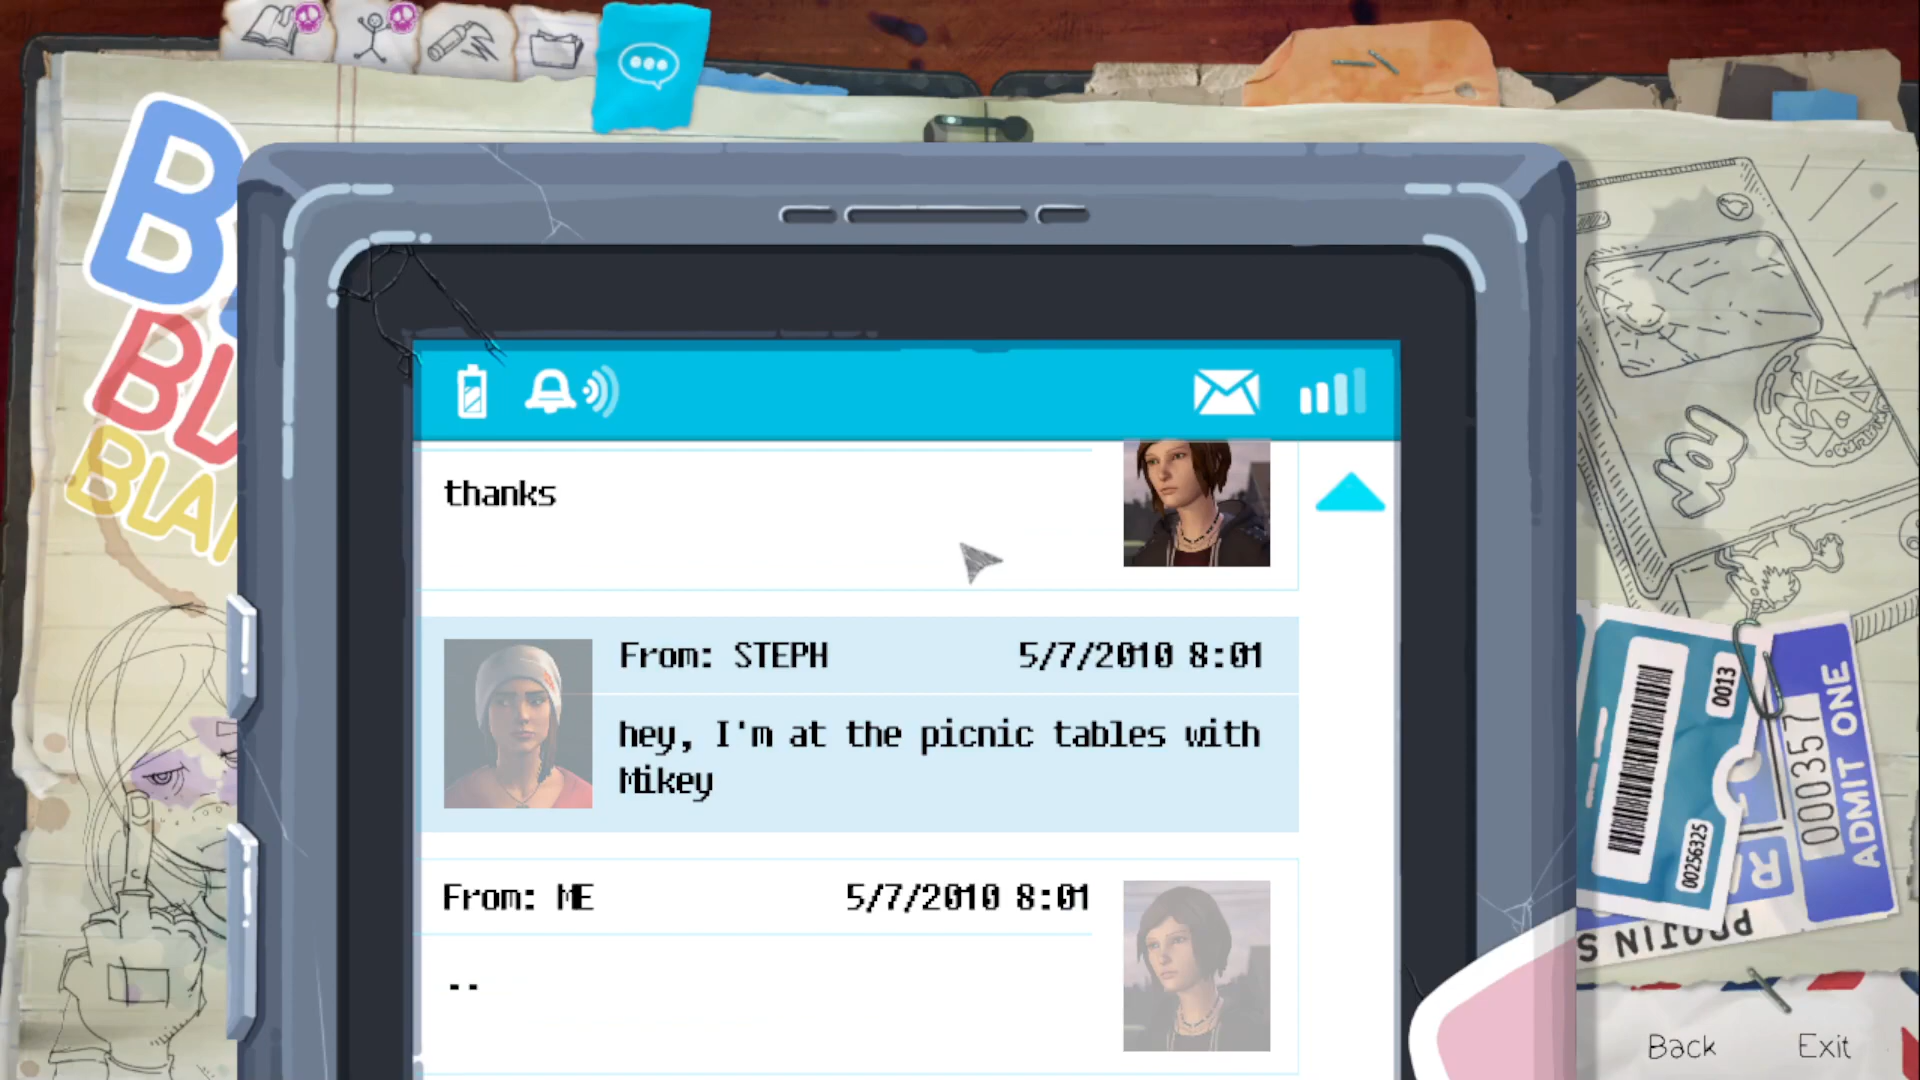 thanks
From: STEPH 5/7/2010 8:01
hey, I'm at the picnic tables with
Mikey
From: ME 5/7/2010 8:01
..
0013
00256325
000357
ADMIT ONE
Back
Exit